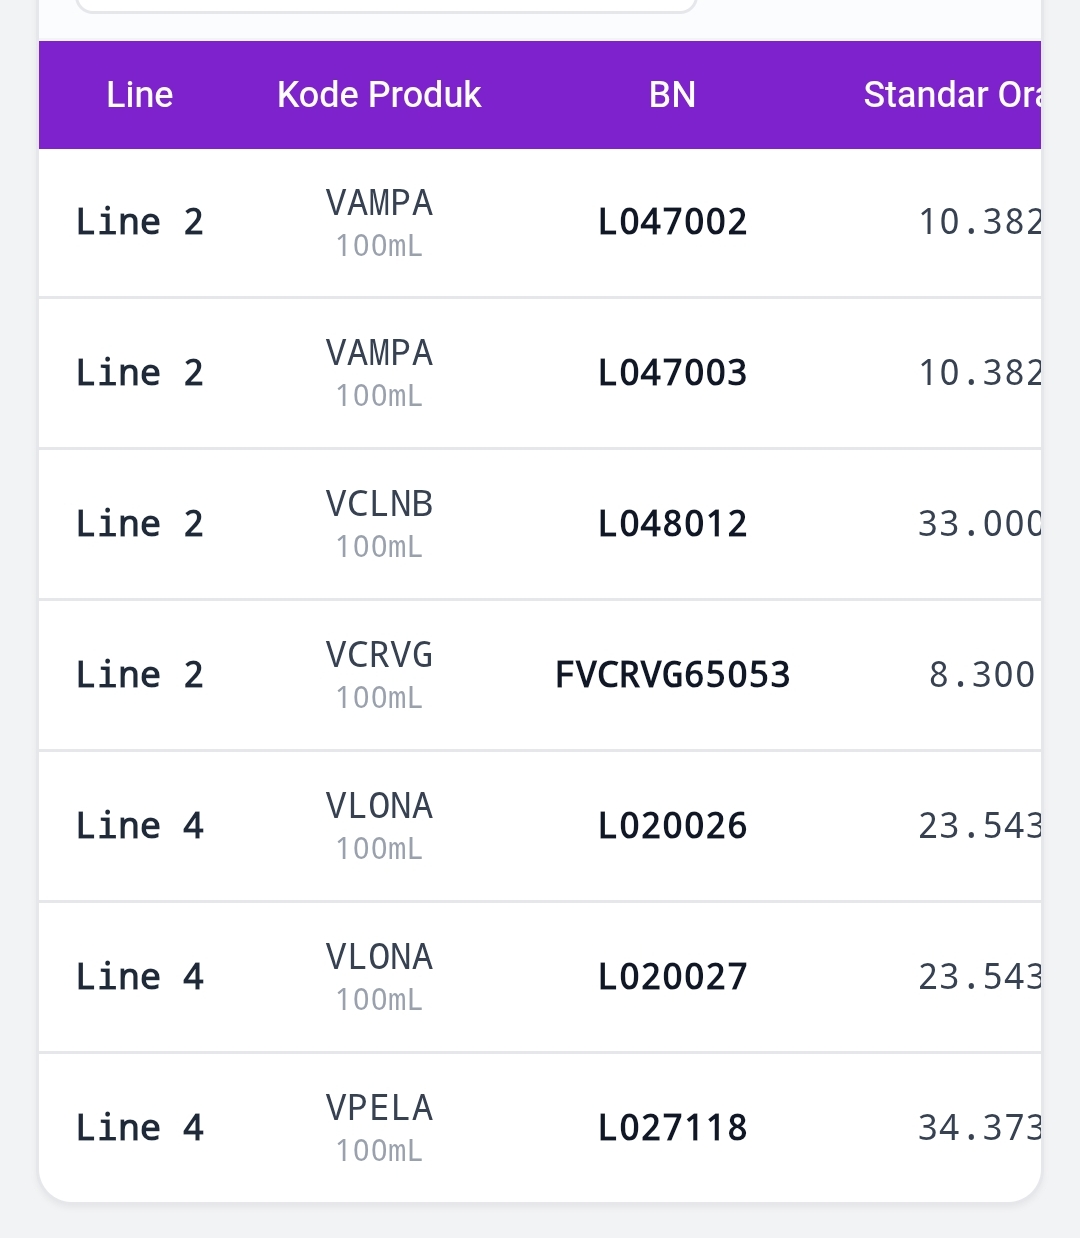 Line Kode Produk BN Standar
Line 2 VAMPA 100mL L047002 10.382
Line 2 VAMPA 100mL L047003 10.382
Line 2 VCLNB 100mL L048012 33.000
Line 2 VCRVG 100mL FVCRVG65053 8.300
Line 4 VLONA 100mL L020026 23.543
Line 4 VLONA 100mL L020027 23.543
Line 4 VPELA 100mL L027118 34.373